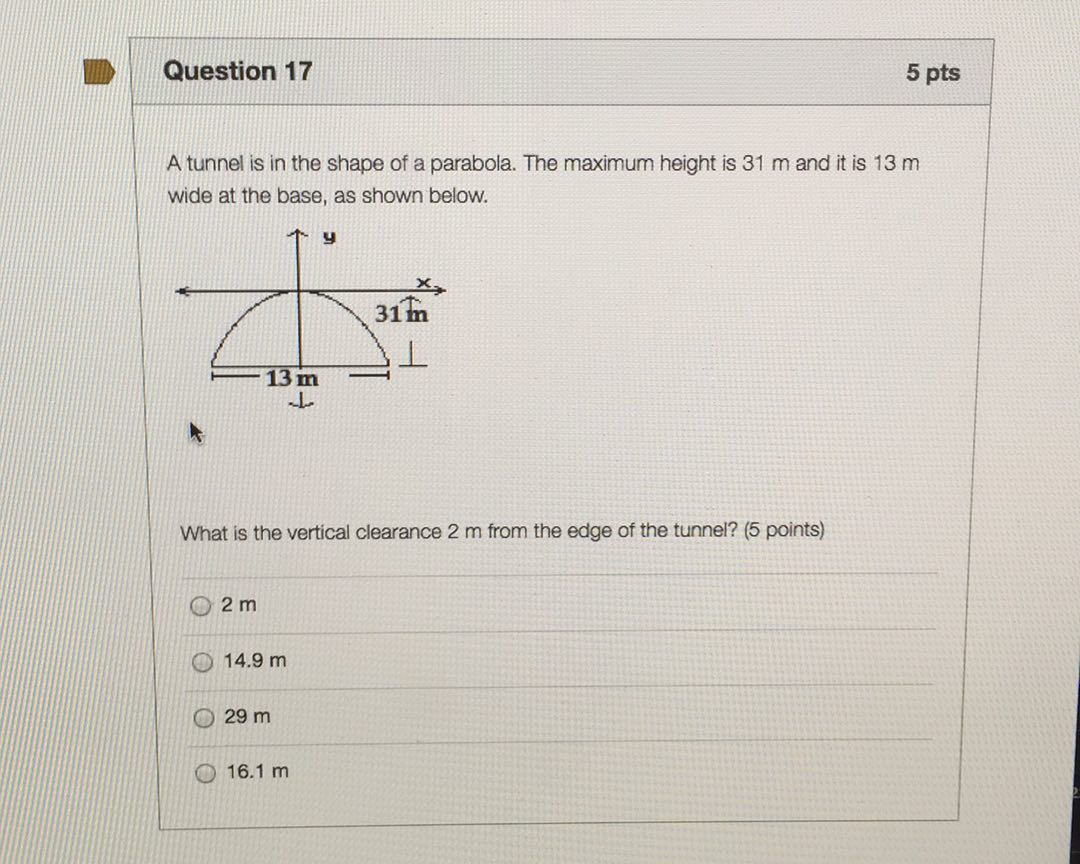 Question 17
5 pts
A tunnel is in the shape of a parabola. The maximum height is 31 m and it is 13 m
wide at the base, as shown below.
y
x
31 m
13 m
What is the vertical clearance 2 m from the edge of the tunnel? (5 points)
2 m
14.9 m
29 m
16.1 m